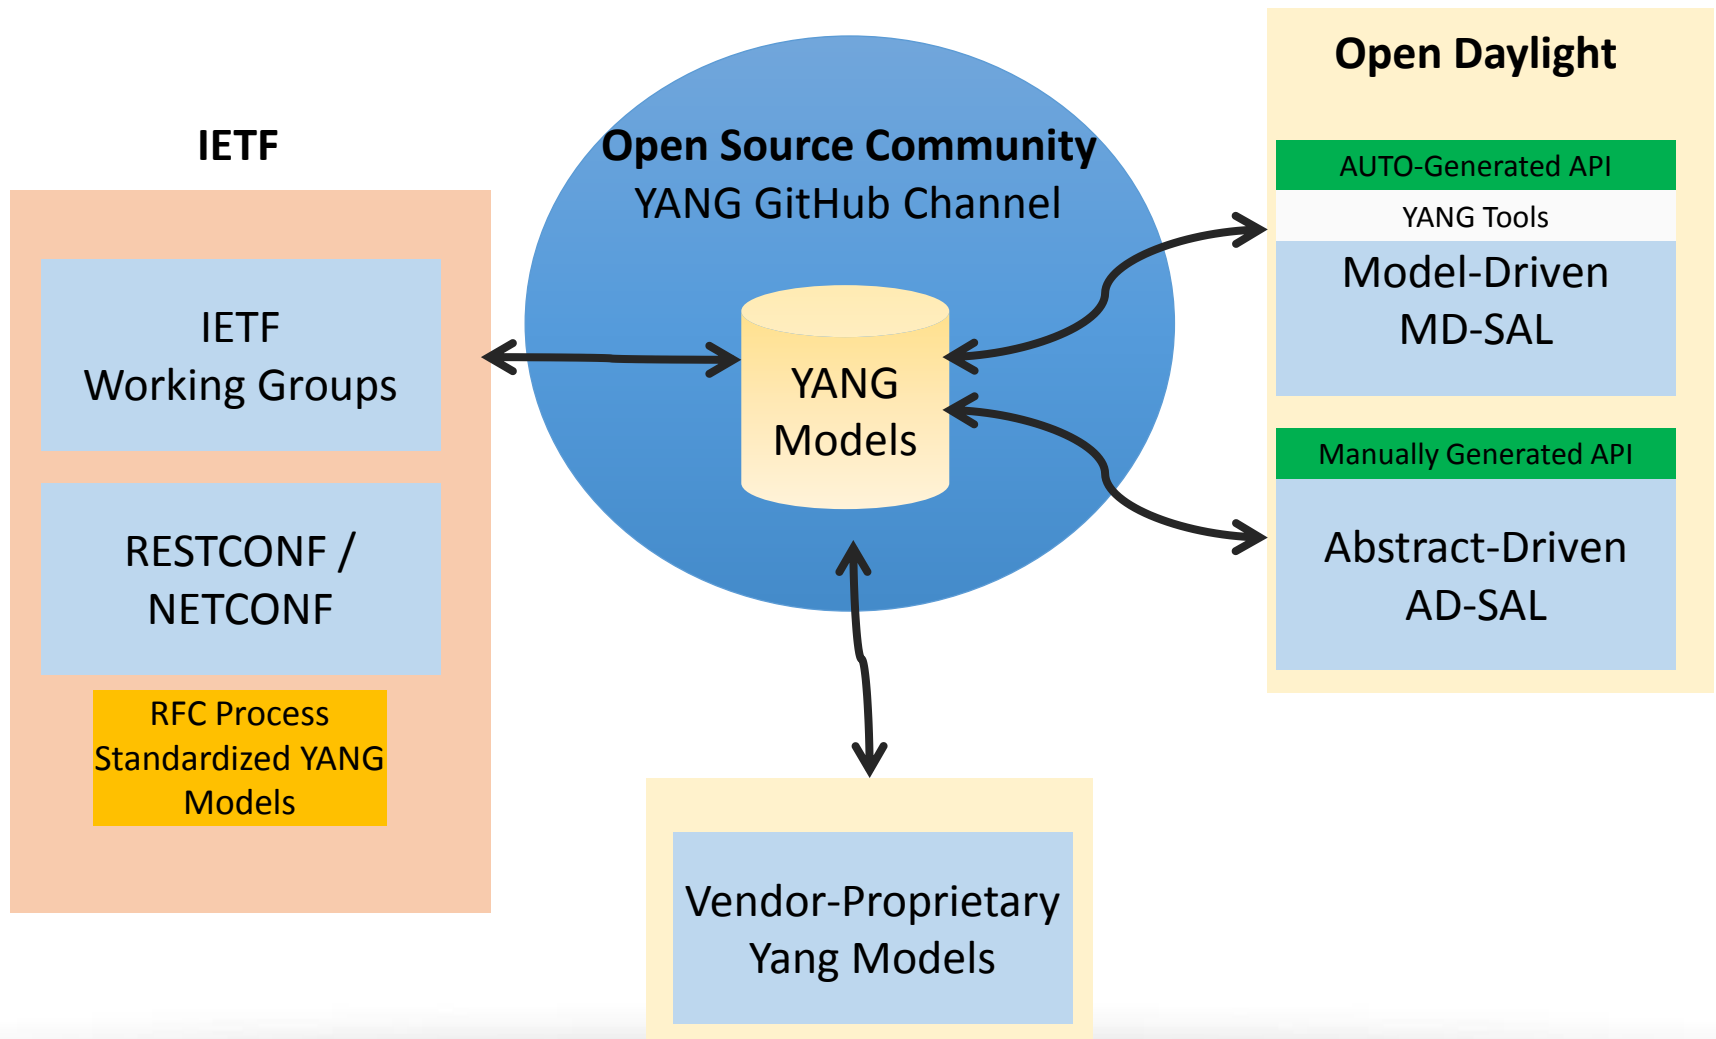 IETF
IETF
Working Groups
RESTCONF /
NETCONF
RFC Process
Standardized YANG
Models
Open Source Community
YANG GitHub Channel
YANG
Models
Vendor-Proprietary
Yang Models
Open Daylight
AUTO-Generated API
YANG Tools
Model-Driven
MD-SAL
Manually Generated API
Abstract-Driven
AD-SAL